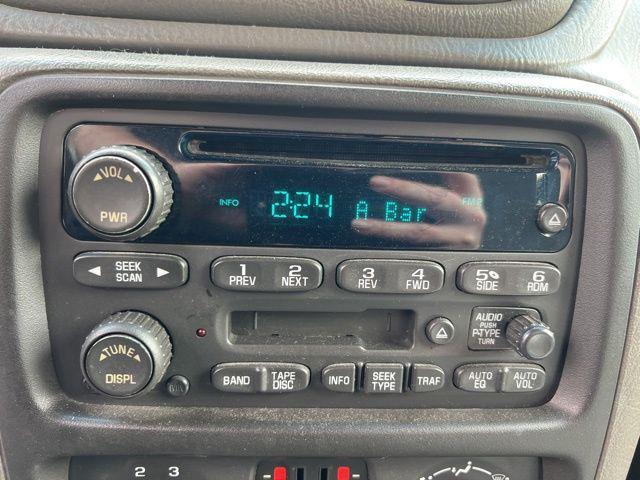 VOL
PWR
INFO 2:24 A Bar FM2
SEEK
SCAN
1
PREV
2
NEXT
3
REV
4
FWD
5
SIDE
6
RDM
TUNE
DISPL
AUDIO
PUSH
P-TYPE
TURN
BAND
TAPE
DISC
INFO
SEEK
TYPE
TRAF
AUTO
EQ
AUTO
VOL
2 3